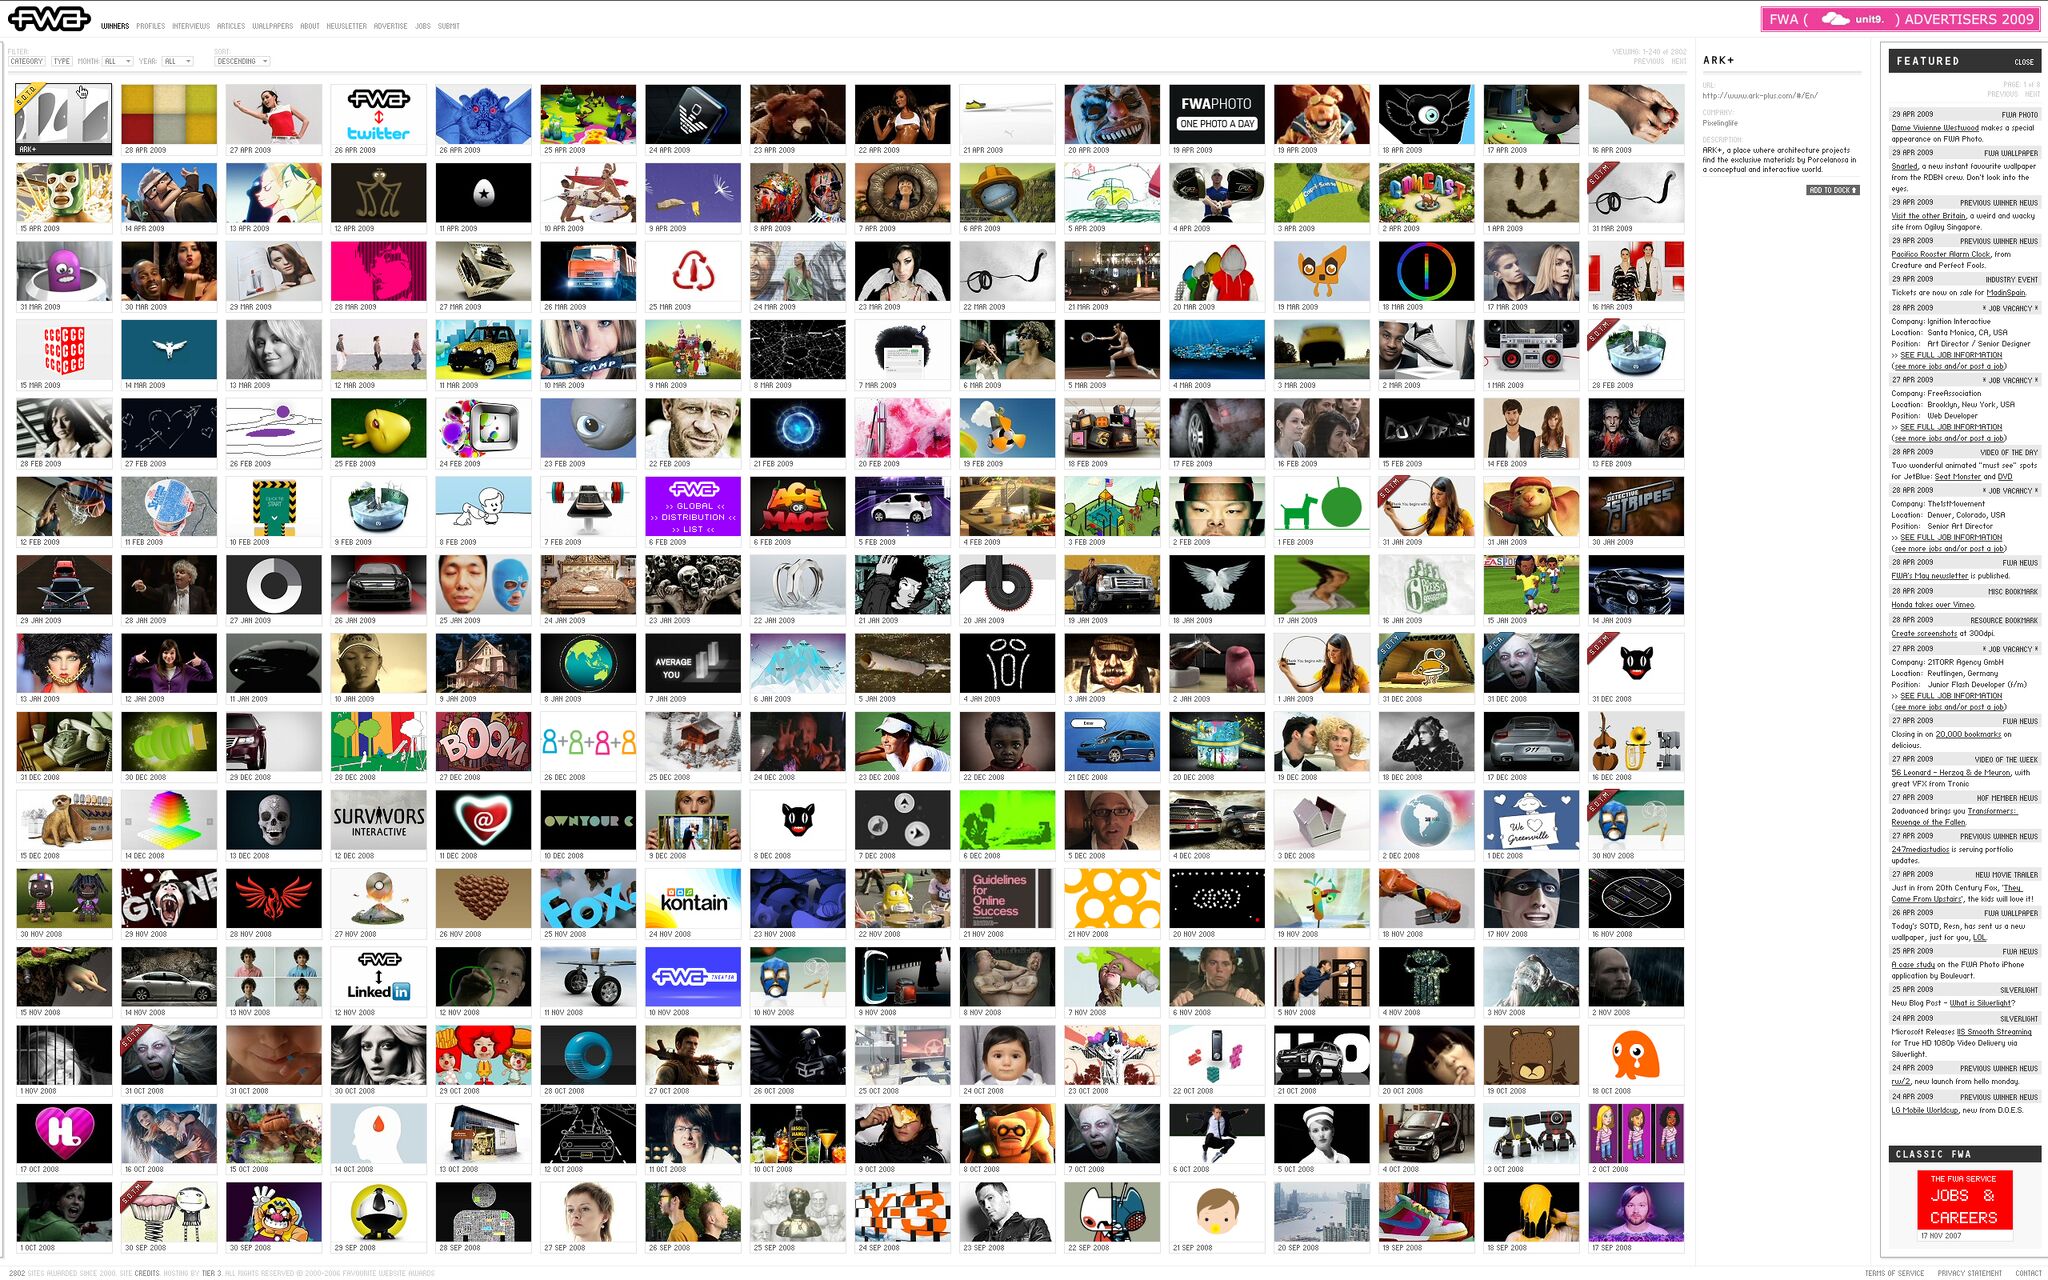 FWA
WINNERS PROFILES INTERVIEWS ARTICLES WALLPAPERS ABOUT NEWSLETTER ADVERTISE JOBS SUBMIT
FWA ( unit9. ) ADVERTISERS 2009
FILTER: SORT:
CATEGORY TYPE MONTH: ALL YEAR: ALL DESCENDING
VIEWING: 1-240 of 2802
PREVIOUS NEXT
S.O.T.D.
FWA
twitter
FWAPHOTO
ONE PHOTO A DAY
ARK+ 28 APR 2009 27 APR 2009 26 APR 2009 26 APR 2009 25 APR 2009 24 APR 2009 23 APR 2009 22 APR 2009 21 APR 2009 20 APR 2009 19 APR 2009 19 APR 2009 18 APR 2009 17 APR 2009 16 APR 2009
S.O.T.M.
15 APR 2009 14 APR 2009 13 APR 2009 12 APR 2009 11 APR 2009 10 APR 2009 9 APR 2009 8 APR 2009 7 APR 2009 6 APR 2009 5 APR 2009 4 APR 2009 3 APR 2009 2 APR 2009 1 APR 2009 31 MAR 2009
31 MAR 2009 30 MAR 2009 29 MAR 2009 28 MAR 2009 27 MAR 2009 26 MAR 2009 25 MAR 2009 24 MAR 2009 23 MAR 2009 22 MAR 2009 21 MAR 2009 20 MAR 2009 19 MAR 2009 18 MAR 2009 17 MAR 2009 16 MAR 2009
CAMP
S.O.T.M.
15 MAR 2009 14 MAR 2009 13 MAR 2009 12 MAR 2009 11 MAR 2009 10 MAR 2009 9 MAR 2009 8 MAR 2009 7 MAR 2009 6 MAR 2009 5 MAR 2009 4 MAR 2009 3 MAR 2009 2 MAR 2009 1 MAR 2009 28 FEB 2009
28 FEB 2009 27 FEB 2009 26 FEB 2009 25 FEB 2009 24 FEB 2009 23 FEB 2009 22 FEB 2009 21 FEB 2009 20 FEB 2009 19 FEB 2009 18 FEB 2009 17 FEB 2009 16 FEB 2009 15 FEB 2009 14 FEB 2009 13 FEB 2009
FWA
>> GLOBAL <<
>> DISTRIBUTION <<
>> LIST <<
ACE OF MACE
S.O.T.M.
DETECTIVE STRIPES
12 FEB 2009 11 FEB 2009 10 FEB 2009 9 FEB 2009 8 FEB 2009 7 FEB 2009 6 FEB 2009 6 FEB 2009 5 FEB 2009 4 FEB 2009 3 FEB 2009 2 FEB 2009 1 FEB 2009 31 JAN 2009 31 JAN 2009 30 JAN 2009
29 JAN 2009 28 JAN 2009 27 JAN 2009 26 JAN 2009 25 JAN 2009 24 JAN 2009 23 JAN 2009 22 JAN 2009 21 JAN 2009 20 JAN 2009 19 JAN 2009 18 JAN 2009 17 JAN 2009 16 JAN 2009 15 JAN 2009 14 JAN 2009
AVERAGE
YOU
13 JAN 2009 12 JAN 2009 11 JAN 2009 10 JAN 2009 9 JAN 2009 8 JAN 2009 7 JAN 2009 6 JAN 2009 5 JAN 2009 4 JAN 2009 3 JAN 2009 2 JAN 2009 1 JAN 2009 31 DEC 2008 31 DEC 2008 31 DEC 2008
BOOM
911
31 DEC 2008 30 DEC 2008 29 DEC 2008 28 DEC 2008 27 DEC 2008 26 DEC 2008 25 DEC 2008 24 DEC 2008 23 DEC 2008 22 DEC 2008 21 DEC 2008 20 DEC 2008 19 DEC 2008 18 DEC 2008 17 DEC 2008 16 DEC 2008
SURVIVORS
INTERACTIVE
@
OWNYOUR C
We
Greenville
S.O.T.M.
15 DEC 2008 14 DEC 2008 13 DEC 2008 12 DEC 2008 11 DEC 2008 10 DEC 2008 9 DEC 2008 8 DEC 2008 7 DEC 2008 6 DEC 2008 5 DEC 2008 4 DEC 2008 3 DEC 2008 2 DEC 2008 1 DEC 2008 30 NOV 2008
FOX
kontain
Guidelines
for
Online
Success
30 NOV 2008 29 NOV 2008 28 NOV 2008 27 NOV 2008 26 NOV 2008 25 NOV 2008 24 NOV 2008 23 NOV 2008 22 NOV 2008 21 NOV 2008 21 NOV 2008 20 NOV 2008 19 NOV 2008 18 NOV 2008 17 NOV 2008 16 NOV 2008
FWA
Linked in
FWA THEATER
15 NOV 2008 14 NOV 2008 13 NOV 2008 12 NOV 2008 12 NOV 2008 11 NOV 2008 10 NOV 2008 10 NOV 2008 9 NOV 2008 8 NOV 2008 7 NOV 2008 6 NOV 2008 5 NOV 2008 4 NOV 2008 3 NOV 2008 2 NOV 2008
S.O.T.M.
1 NOV 2008 31 OCT 2008 31 OCT 2008 30 OCT 2008 29 OCT 2008 28 OCT 2008 27 OCT 2008 26 OCT 2008 25 OCT 2008 24 OCT 2008 23 OCT 2008 22 OCT 2008 21 OCT 2008 20 OCT 2008 19 OCT 2008 18 OCT 2008
H.
17 OCT 2008 16 OCT 2008 15 OCT 2008 14 OCT 2008 13 OCT 2008 12 OCT 2008 11 OCT 2008 10 OCT 2008 9 OCT 2008 8 OCT 2008 7 OCT 2008 6 OCT 2008 5 OCT 2008 4 OCT 2008 3 OCT 2008 2 OCT 2008
S.O.T.M.
Y-3
1 OCT 2008 30 SEP 2008 30 SEP 2008 29 SEP 2008 28 SEP 2008 27 SEP 2008 26 SEP 2008 25 SEP 2008 24 SEP 2008 23 SEP 2008 22 SEP 2008 21 SEP 2008 20 SEP 2008 19 SEP 2008 18 SEP 2008 17 SEP 2008
ARK+
URL:
http://www.ark-plus.com/#/En/
COMPANY:
Pixelinglife
DESCRIPTION:
ARK+, a place where architecture projects
find the exclusive materials by Porcelanosa in
a conceptual and interactive world.
ADD TO DOCK
FEATURED CLOSE
PAGE: 1 of 8
PREVIOUS NEXT
29 APR 2009 FWA PHOTO
Dame Vivienne Westwood makes a special
appearance on FWA Photo.
29 APR 2009 FWA WALLPAPER
Snarled, a new instant favourite wallpaper
from the RDBN crew. Don't look into the
eyes.
29 APR 2009 PREVIOUS WINNER NEWS
Visit the other Britain, a weird and wacky
site from Ogilvy Singapore.
29 APR 2009 PREVIOUS WINNER NEWS
Pacifico Rooster Alarm Clock, from
Creature and Perfect Fools.
29 APR 2009 INDUSTRY EVENT
Tickets are now on sale for MadinSpain.
28 APR 2009 * JOB VACANCY *
Company: Ignition Interactive
Location: Santa Monica, CA, USA
Position: Art Director / Senior Designer
>> SEE FULL JOB INFORMATION
(see more jobs and/or post a job)
27 APR 2009 * JOB VACANCY *
Company: FreeAssociation
Location: Brooklyn, New York, USA
Position: Web Developer
>> SEE FULL JOB INFORMATION
(see more jobs and/or post a job)
28 APR 2009 VIDEO OF THE DAY
Two wonderful animated "must see" spots
for JetBlue: Seat Monster and DVD
28 APR 2009 * JOB VACANCY *
Company: The1stMovement
Location: Denver, Colorado, USA
Position: Senior Art Director
>> SEE FULL JOB INFORMATION
(see more jobs and/or post a job)
28 APR 2009 FWA NEWS
FWA's May newsletter is published.
28 APR 2009 MISC BOOKMARK
Honda takes over Vimeo.
28 APR 2009 RESOURCE BOOKMARK
Create screenshots at 300dpi.
27 APR 2009 * JOB VACANCY *
Company: 21TORR Agency GmbH
Location: Reutlingen, Germany
Position: Junior Flash Developer (f/m)
>> SEE FULL JOB INFORMATION
(see more jobs and/or post a job)
27 APR 2009 FWA NEWS
Closing in on 20,000 bookmarks on
delicious.
27 APR 2009 VIDEO OF THE WEEK
56 Leonard - Herzog & de Meuron, with
great VFX from Tronic
27 APR 2009 HOF MEMBER NEWS
2advanced brings you Transformers:
Revenge of the Fallen.
27 APR 2009 PREVIOUS WINNER NEWS
247mediastudios is serving portfolio
updates.
27 APR 2009 NEW MOVIE TRAILER
Just in from 20th Century Fox, 'They
Came From Upstairs', the kids will love it!
26 APR 2009 FWA WALLPAPER
Today's SOTD, Resn, has sent us a new
wallpaper, just for you, LOL.
25 APR 2009 FWA NEWS
A case study on the FWA Photo iPhone
application by Boulevart.
25 APR 2009 SILVERLIGHT
New Blog Post - What is Silverlight?
24 APR 2009 SILVERLIGHT
Microsoft Releases IIS Smooth Streaming
for True HD 1080p Video Delivery via
Silverlight.
24 APR 2009 PREVIOUS WINNER NEWS
rw/2, new launch from hello monday.
24 APR 2009 PREVIOUS WINNER NEWS
LG Mobile Worldcup, new from D.O.E.S.
CLASSIC FWA
THE FWA SERVICE
JOBS &
CAREERS
17 NOV 2007
2802 SITES AWARDED SINCE 2000. SITE CREDITS. HOSTING BY TIER 3. ALL RIGHTS RESERVED © 2000-2006 FAVOURITE WEBSITE AWARDS
TERMS OF SERVICE PRIVACY STATEMENT CONTACT